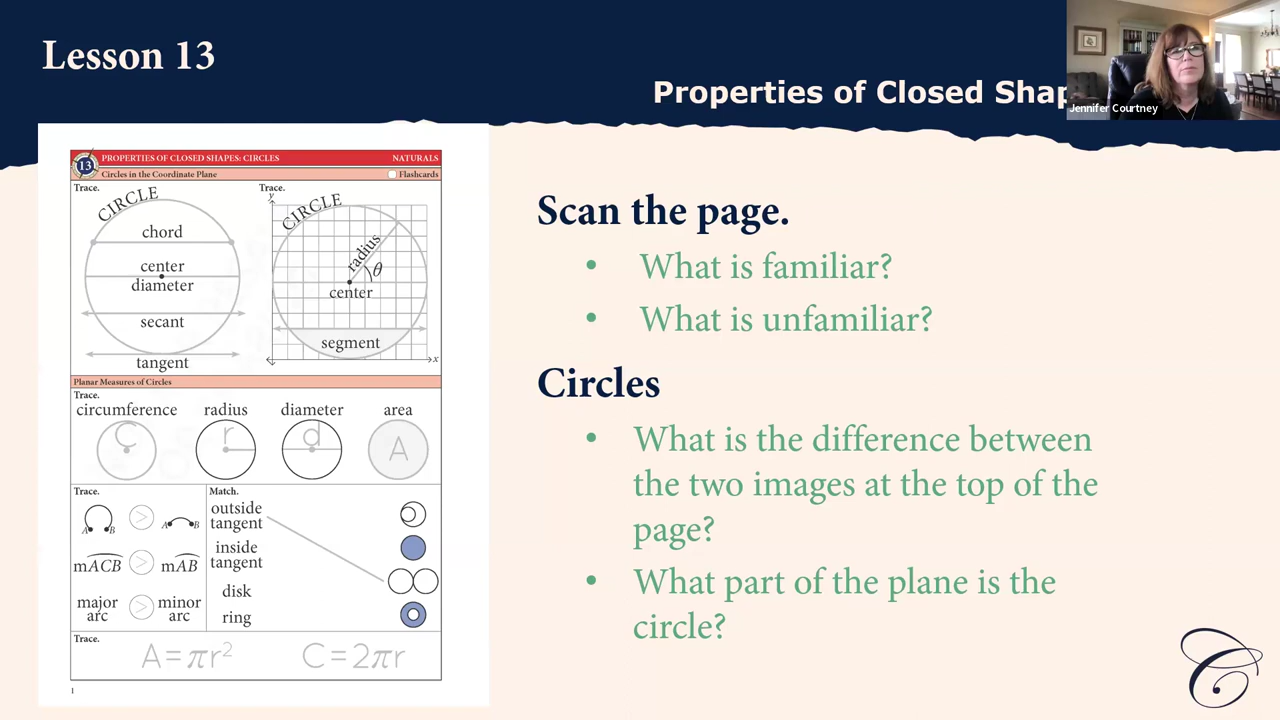 Lesson 13
Properties of Closed Shap
Jennifer Courtney
13
PROPERTIES OF CLOSED SHAPES: CIRCLES
NATURALS
Circles in the Coordinate Plane
Flashcards
Trace.
CIRCLE
chord
center
diameter
secant
tangent
Trace.
y
CIRCLE
radius
θ
center
segment
x
Planar Measures of Circles
Trace.
circumference radius diameter area
C r d A
Trace.
A B > A B
mACB > mAB
major
arc
>
minor
arc
Match.
outside
tangent
inside
tangent
disk
ring
Trace.
A=πr² C=2πr
1
Scan the page.
• What is familiar?
• What is unfamiliar?
Circles
• What is the difference between
the two images at the top of the
page?
• What part of the plane is the
circle?
C